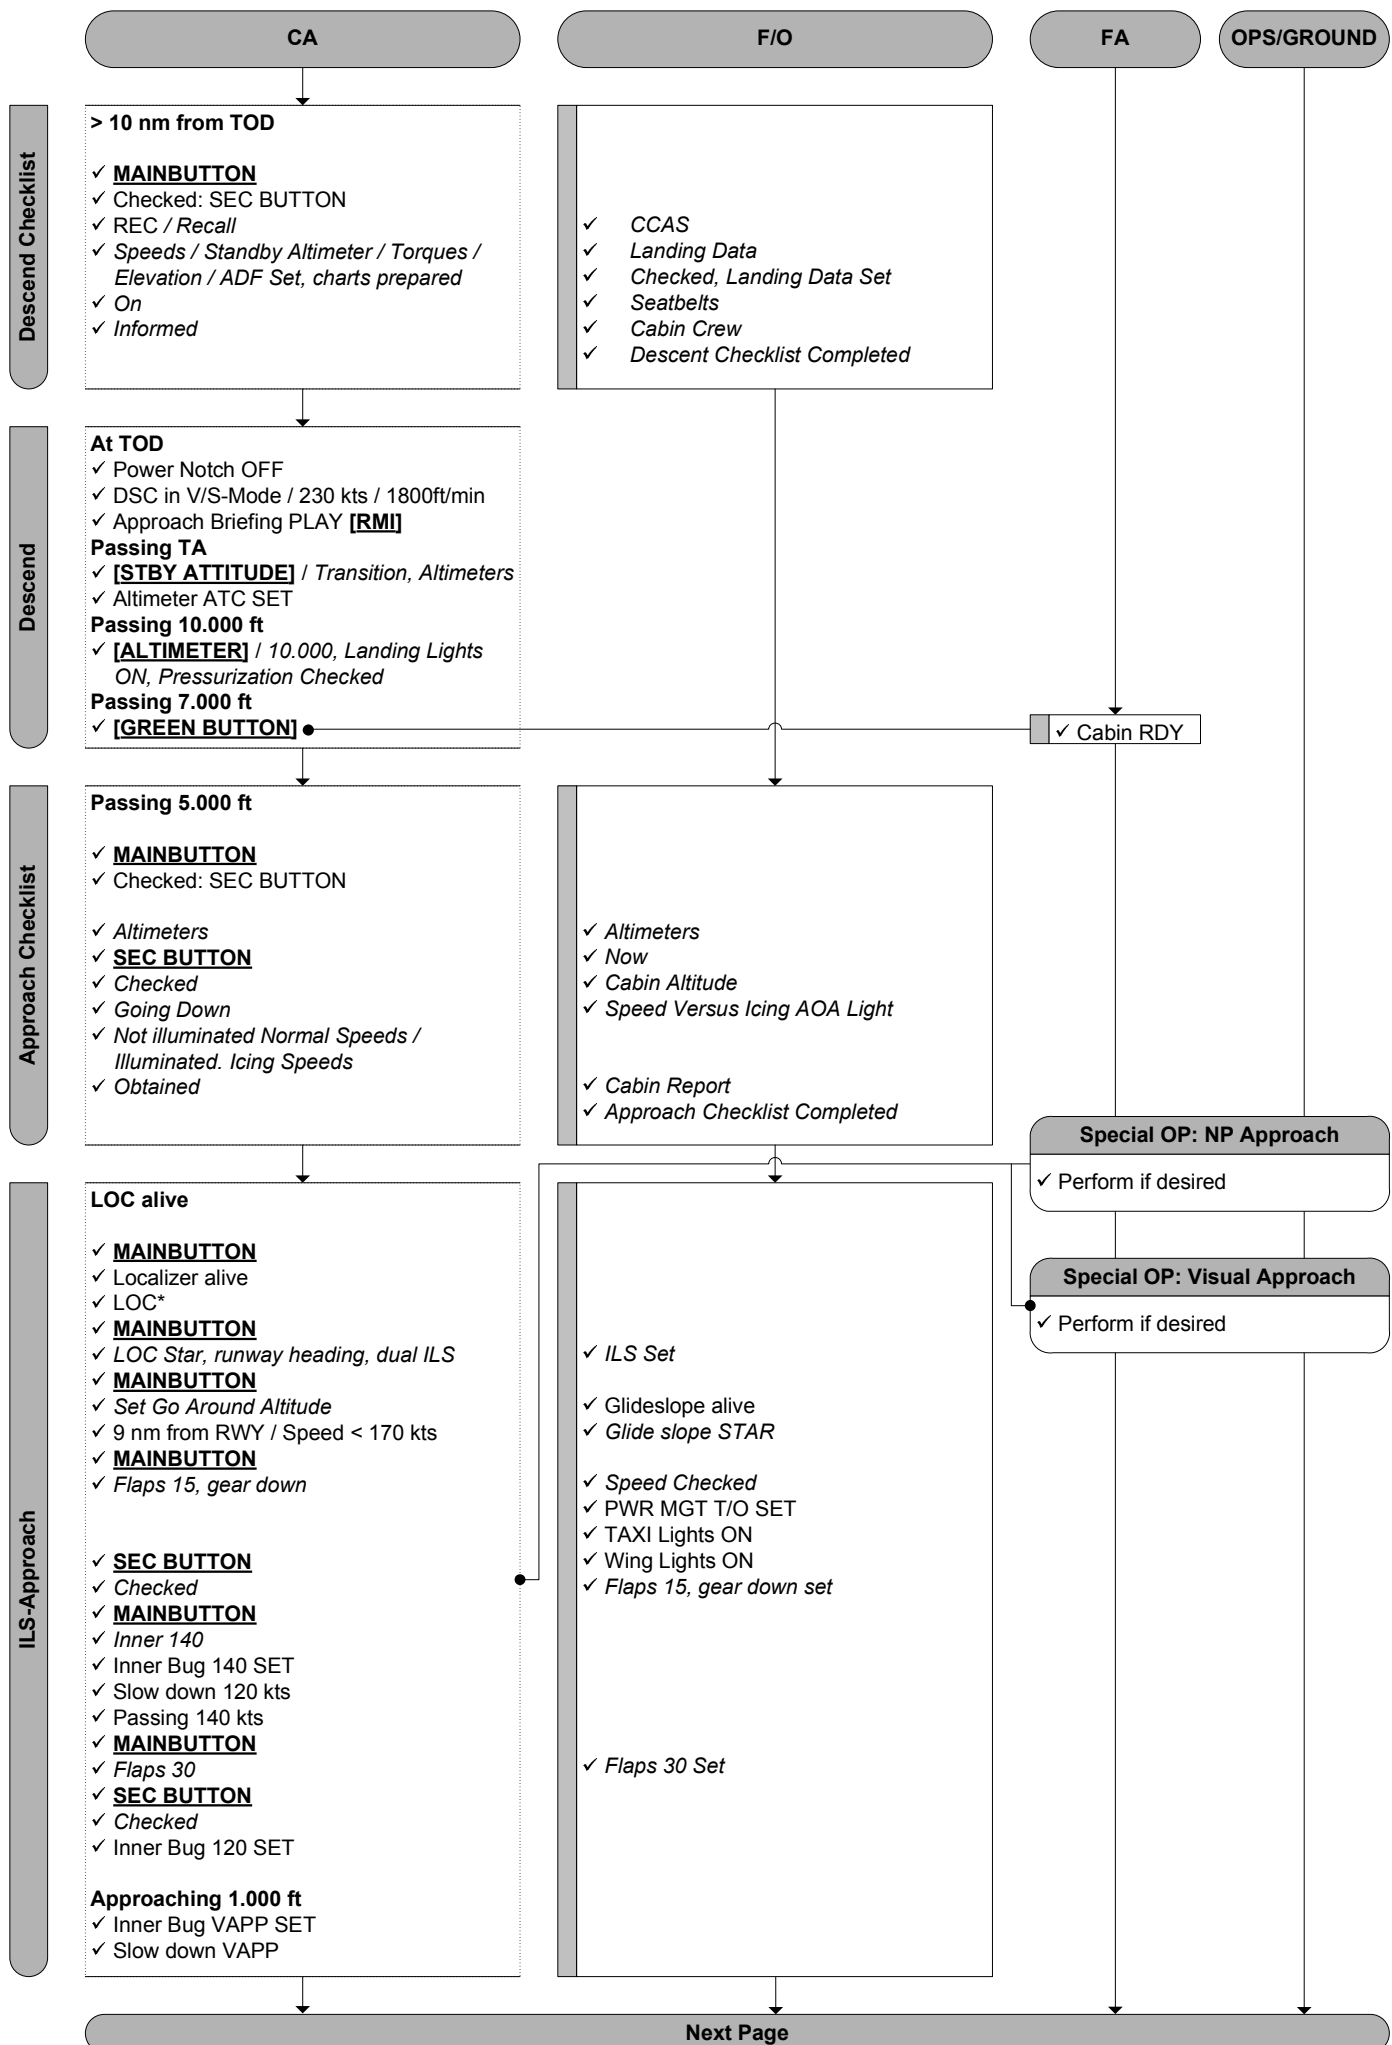 CA
F/O
FA
OPS/GROUND
Descend Checklist
> 10 nm from TOD
✓ MAINBUTTON
✓ Checked: SEC BUTTON
✓ REC / Recall
✓ Speeds / Standby Altimeter / Torques /
Elevation / ADF Set, charts prepared
✓ On
✓ Informed
✓ CCAS
✓ Landing Data
✓ Checked, Landing Data Set
✓ Seatbelts
✓ Cabin Crew
✓ Descent Checklist Completed
Descend
At TOD
✓ Power Notch OFF
✓ DSC in V/S-Mode / 230 kts / 1800ft/min
✓ Approach Briefing PLAY [RMI]
Passing TA
✓ [STBY ATTITUDE] / Transition, Altimeters
✓ Altimeter ATC SET
Passing 10.000 ft
✓ [ALTIMETER] / 10.000, Landing Lights
ON, Pressurization Checked
Passing 7.000 ft
✓ [GREEN BUTTON]
✓ Cabin RDY
Approach Checklist
Passing 5.000 ft
✓ MAINBUTTON
✓ Checked: SEC BUTTON
✓ Altimeters
✓ SEC BUTTON
✓ Checked
✓ Going Down
✓ Not illuminated Normal Speeds /
Illuminated. Icing Speeds
✓ Obtained
✓ Altimeters
✓ Now
✓ Cabin Altitude
✓ Speed Versus Icing AOA Light
✓ Cabin Report
✓ Approach Checklist Completed
Special OP: NP Approach
✓ Perform if desired
Special OP: Visual Approach
✓ Perform if desired
ILS-Approach
LOC alive
✓ MAINBUTTON
✓ Localizer alive
✓ LOC*
✓ MAINBUTTON
✓ LOC Star, runway heading, dual ILS
✓ MAINBUTTON
✓ Set Go Around Altitude
✓ 9 nm from RWY / Speed < 170 kts
✓ MAINBUTTON
✓ Flaps 15, gear down
✓ SEC BUTTON
✓ Checked
✓ MAINBUTTON
✓ Inner 140
✓ Inner Bug 140 SET
✓ Slow down 120 kts
✓ Passing 140 kts
✓ MAINBUTTON
✓ Flaps 30
✓ SEC BUTTON
✓ Checked
✓ Inner Bug 120 SET
Approaching 1.000 ft
✓ Inner Bug VAPP SET
✓ Slow down VAPP
✓ ILS Set
✓ Glideslope alive
✓ Glide slope STAR
✓ Speed Checked
✓ PWR MGT T/O SET
✓ TAXI Lights ON
✓ Wing Lights ON
✓ Flaps 15, gear down set
✓ Flaps 30 Set
Next Page